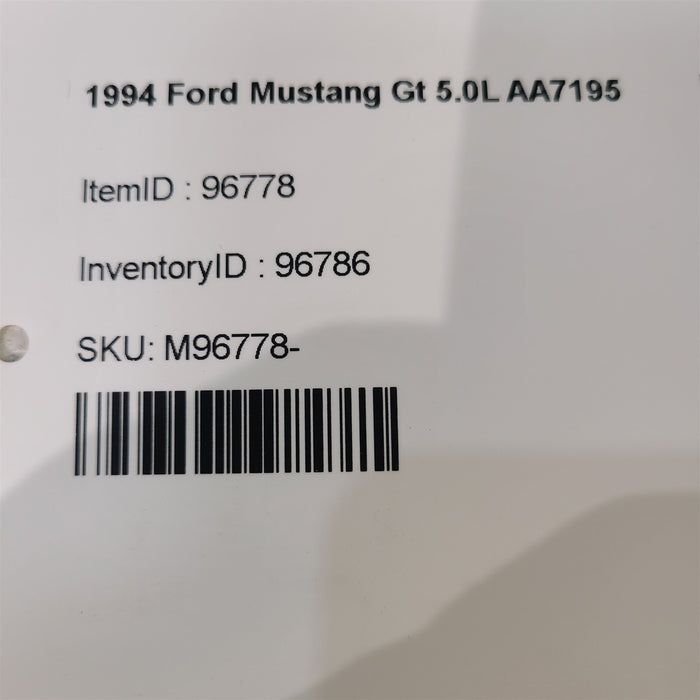 1994 Ford Mustang Gt 5.0L AA7195
ItemID : 96778
InventoryID : 96786
SKU: M96778-